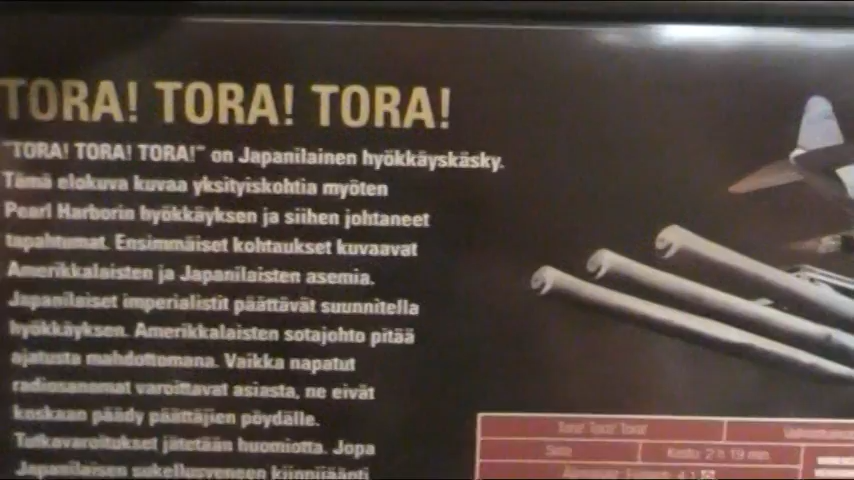 TORA! TORA! TORA!
"TORA! TORA! TORA!" on Japanilainen hyökkäyskäsky.
Tämä elokuva kuvaa yksityiskohtia myöten
Pearl Harborin hyökkäyksen ja siihen johtaneet
tapahtumat. Ensimmäiset kohtaukset kuvaavat
Amerikkalaisten ja Japanilaisten asemia.
Japanilaiset imperialistit päättävät suunnitella
hyökkäyksen. Amerikkalaisten sotajohto pitää
ajatusta mahdottomana. Vaikka napatut
radiosanomat varoittavat asiasta, ne eivät
koskaan päädy päättäjien pöydälle.
Tutkavaroitukset jätetään huomiotta. Jopa
Japanilaisen sukellusveneen kiinnijäänti
Tora! Tora! Tora!
Kesto: 2 h 19 min.